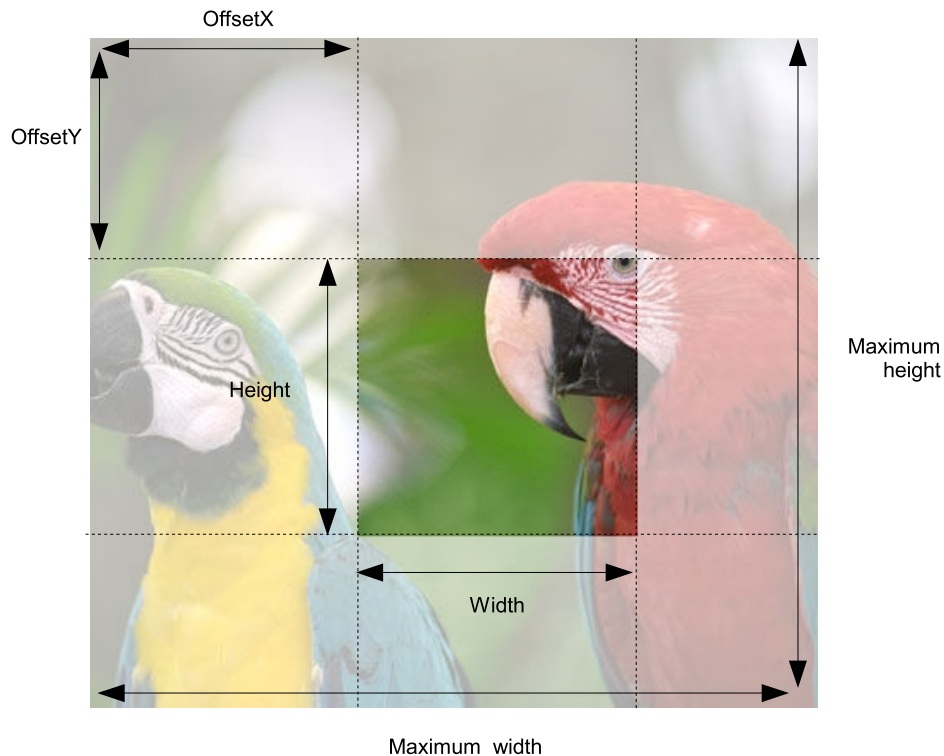 OffsetX
OffsetY
Height
Maximum
height
Width
Maximum width